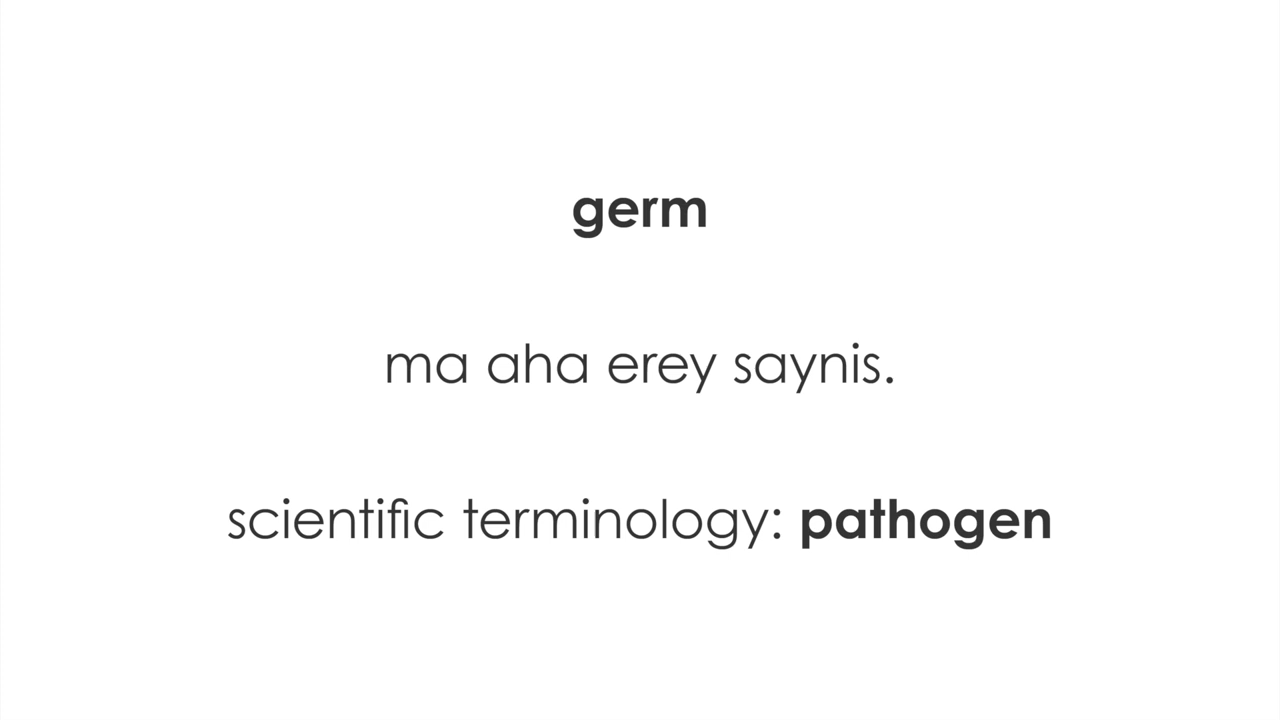 germ
ma aha erey saynis.
scientific terminology: pathogen